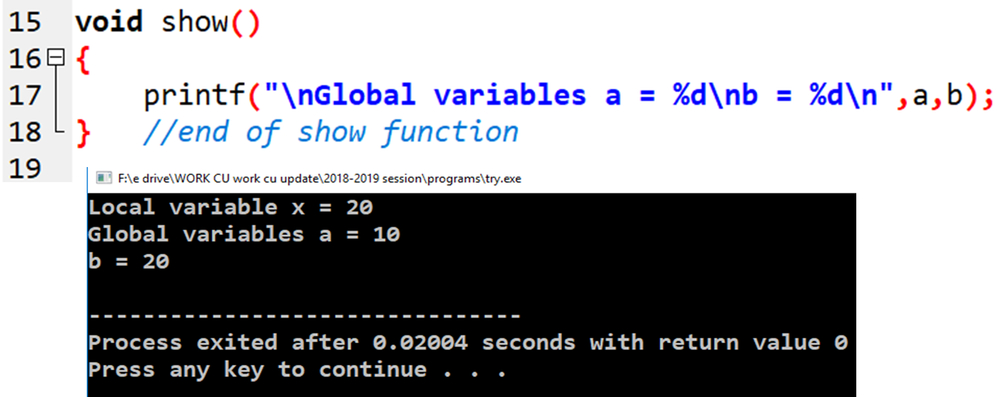 15 void show()
16 {
17 printf("\nGlobal variables a = %d\nb = %d\n",a,b);
18 } //end of show function
19
F:\e drive\WORK CU work cu update\2018-2019 session\programs\try.exe
Local variable x = 20
Global variables a = 10
b = 20
--------------------------------
Process exited after 0.02004 seconds with return value 0
Press any key to continue . . .